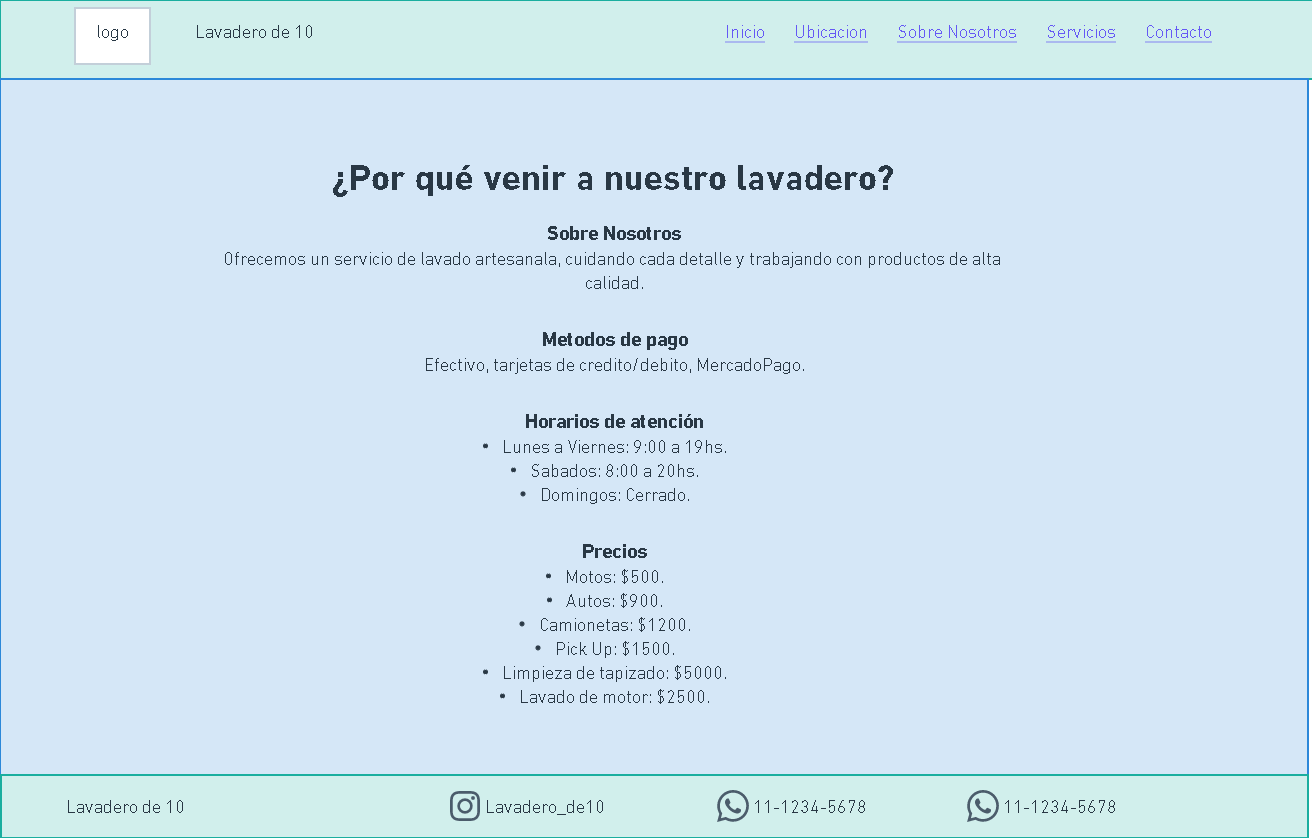 logo
Lavadero de 10
Inicio
Ubicacion
Sobre Nosotros
Servicios
Contacto
¿Por qué venir a nuestro lavadero?
Sobre Nosotros
Ofrecemos un servicio de lavado artesanala, cuidando cada detalle y trabajando con productos de alta
calidad.
Metodos de pago
Efectivo, tarjetas de credito/debito, MercadoPago.
Horarios de atención
• Lunes a Viernes: 9:00 a 19hs.
• Sabados: 8:00 a 20hs.
• Domingos: Cerrado.
Precios
• Motos: $500.
• Autos: $900.
• Camionetas: $1200.
• Pick Up: $1500.
• Limpieza de tapizado: $5000.
• Lavado de motor: $2500.
Lavadero de 10
Lavadero_de10
11-1234-5678
11-1234-5678